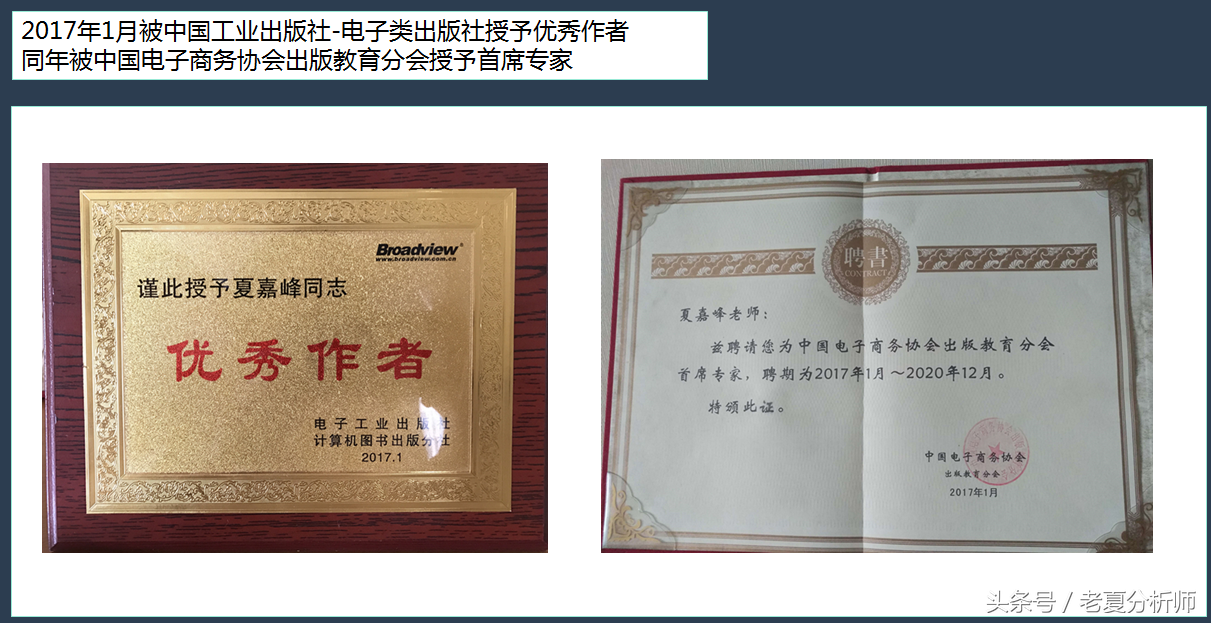 2017年1月被中国工业出版社-电子类出版社授予优秀作者
同年被中国电子商务协会出版教育分会授予首席专家
Broadview®
www.broadview.com.cn
谨此授予夏嘉峰同志
优秀作者
电子工业出版社
计算机图书出版分社
2017.1
聘書
CONTRACT
夏嘉峰老师：
兹聘请您为中国电子商务协会出版教育分会
首席专家，聘期为2017年1月～2020年12月。
特颁此证。
中国电子商务协会
出版教育分会
2017年1月
头条号 / 老夏分析师